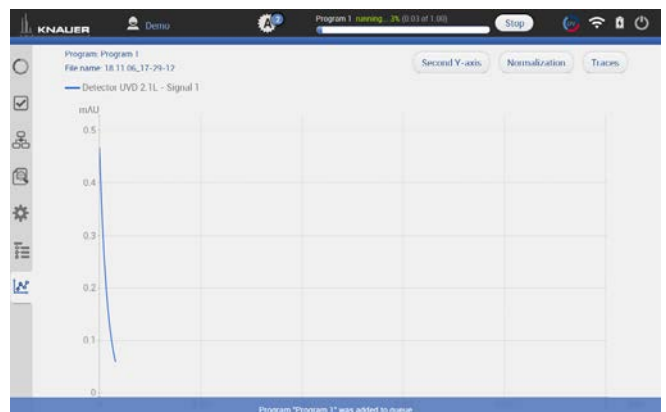 KNAUER
Demo
A 2
Program 1 running... 3% (0.03 of 1.00)
Stop
Program: Program 1
File name: 18.11.06_17-29-12
Second Y-axis
Normalization
Traces
Detector UVD 2.1L - Signal 1
mAU
0.5
0.4
0.3
0.2
0.1
0
Program "Program 1" was added to queue